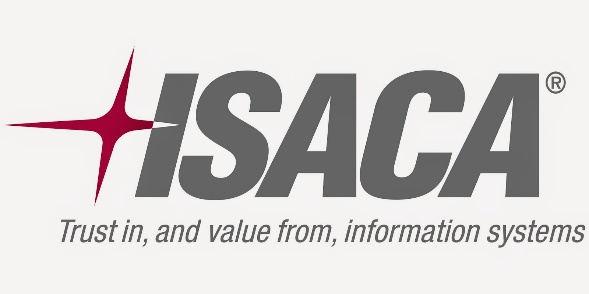 ISACA®
Trust in, and value from, information systems